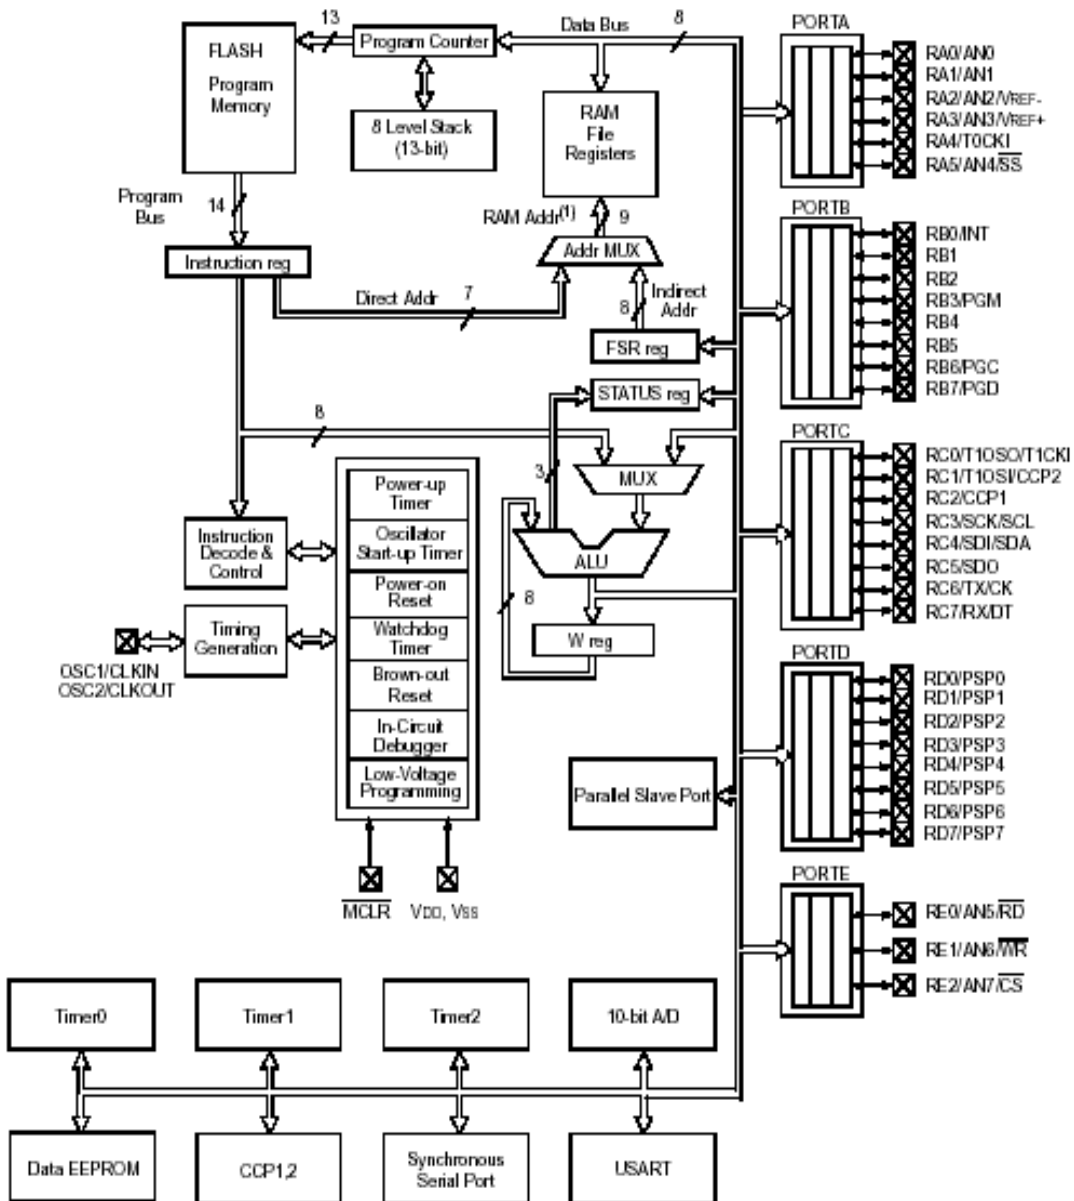 13
Data Bus
8
PORTA
FLASH
Program
Memory
Program Counter
8 Level Stack
(13-bit)
RAM
File
Registers
RA0/AN0
RA1/AN1
RA2/AN2/VREF-
RA3/AN3/VREF+
RA4/T0CKI
RA5/AN4/SS
Program
Bus
14
RAM Addr(1)
9
PORTB
Instruction reg
Addr MUX
Direct Addr
7
8
Indirect
Addr
FSR reg
STATUS reg
RB0/INT
RB1
RB2
RB3/PGM
RB4
RB5
RB6/PGC
RB7/PGD
8
3
MUX
PORTC
RC0/T1OSO/T1CKI
RC1/T1OSI/CCP2
RC2/CCP1
RC3/SCK/SCL
RC4/SDI/SDA
RC5/SDO
RC6/TX/CK
RC7/RX/DT
Instruction
Decode &
Control
Timing
Generation
OSC1/CLKIN
OSC2/CLKOUT
Power-up
Timer
Oscillator
Start-up Timer
Power-on
Reset
Watchdog
Timer
Brown-out
Reset
In-Circuit
Debugger
Low-Voltage
Programming
ALU
8
W reg
Parallel Slave Port
MCLR
VDD, VSS
PORTD
RD0/PSP0
RD1/PSP1
RD2/PSP2
RD3/PSP3
RD4/PSP4
RD5/PSP5
RD6/PSP6
RD7/PSP7
PORTE
RE0/AN5/RD
RE1/AN6/WR
RE2/AN7/CS
Timer0
Timer1
Timer2
10-bit A/D
Data EEPROM
CCP1,2
Synchronous
Serial Port
USART